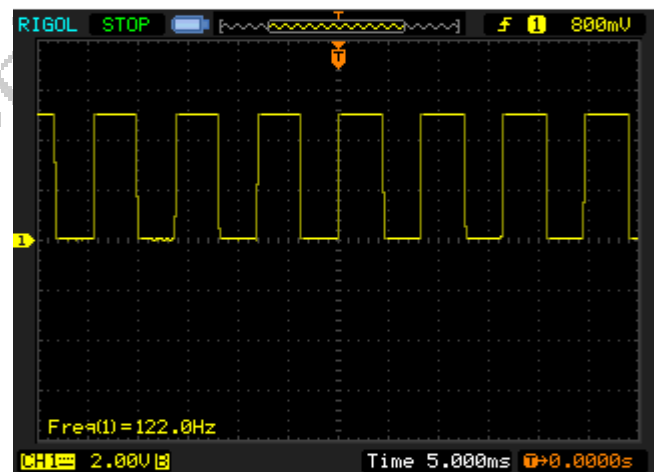 RIGOL STOP T f 1 800mV
T
1
Freq(1)=122.0Hz
CH1 2.00V B Time 5.000ms T→0.0000s